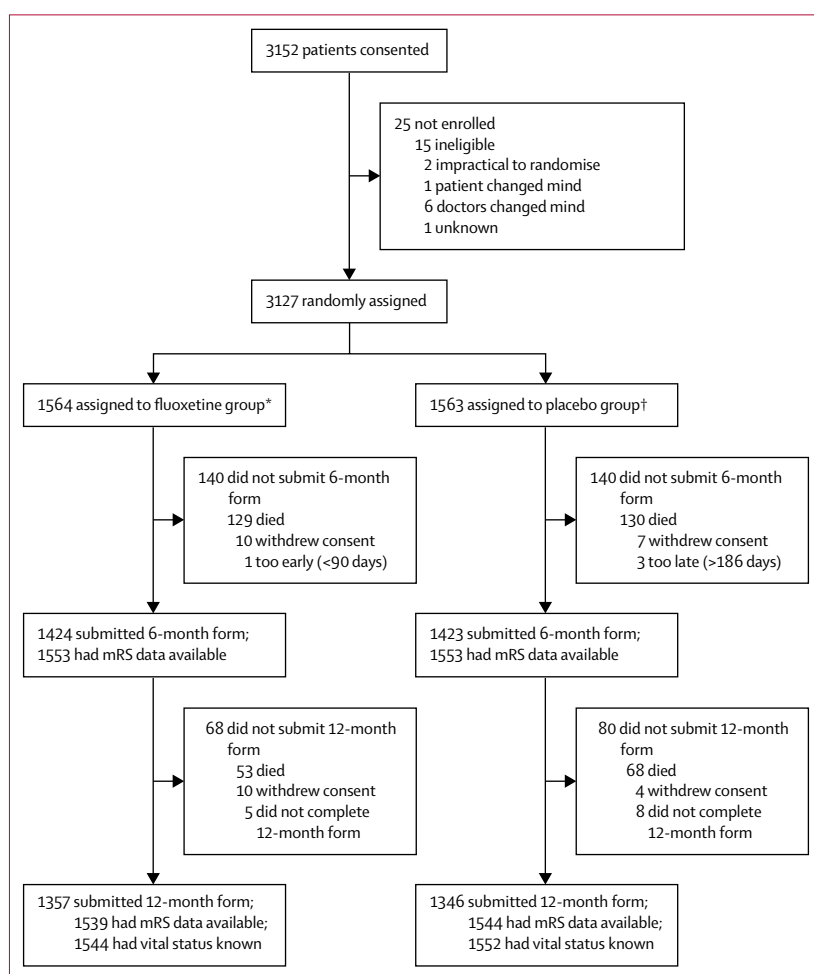 3152 patients consented
25 not enrolled
15 ineligible
2 impractical to randomise
1 patient changed mind
6 doctors changed mind
1 unknown
3127 randomly assigned
1564 assigned to fluoxetine group*
1563 assigned to placebo group†
140 did not submit 6-month
form
129 died
10 withdrew consent
1 too early (<90 days)
140 did not submit 6-month
form
130 died
7 withdrew consent
3 too late (>186 days)
1424 submitted 6-month form;
1553 had mRS data available
1423 submitted 6-month form;
1553 had mRS data available
68 did not submit 12-month
form
53 died
10 withdrew consent
5 did not complete
12-month form
80 did not submit 12-month
form
68 died
4 withdrew consent
8 did not complete
12-month form
1357 submitted 12-month form;
1539 had mRS data available;
1544 had vital status known
1346 submitted 12-month form;
1544 had mRS data available;
1552 had vital status known